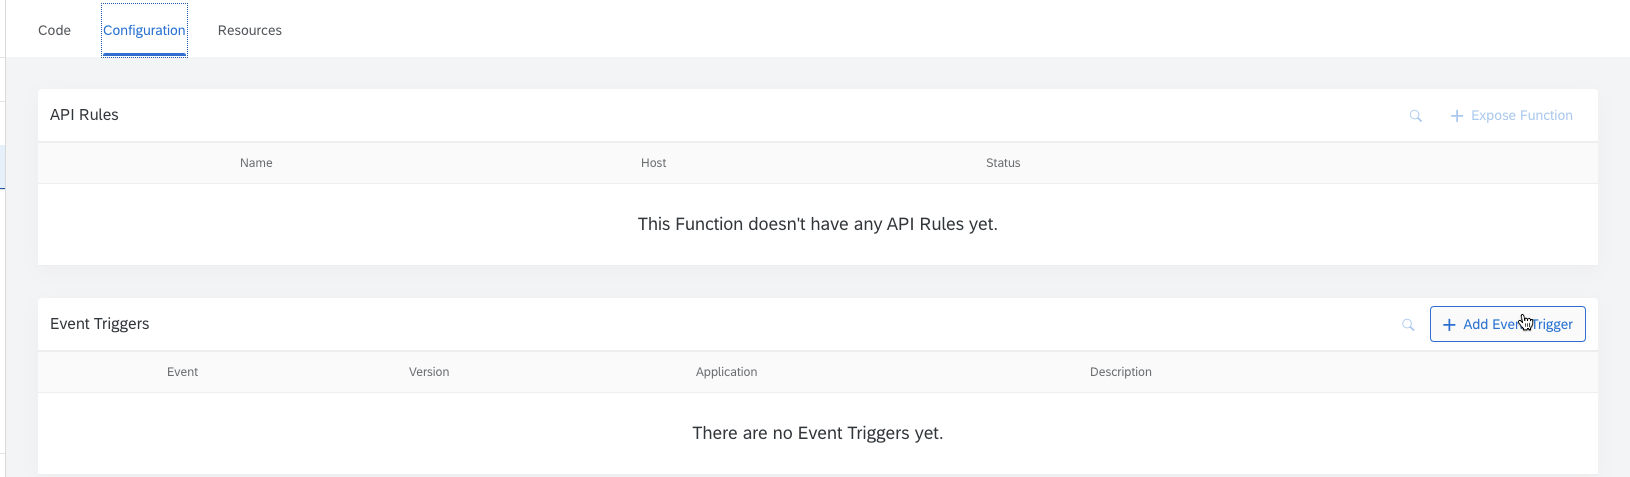 Code Configuration Resources
API Rules
+ Expose Function
Name Host Status
This Function doesn't have any API Rules yet.
Event Triggers
+ Add Event Trigger
Event Version Application Description
There are no Event Triggers yet.